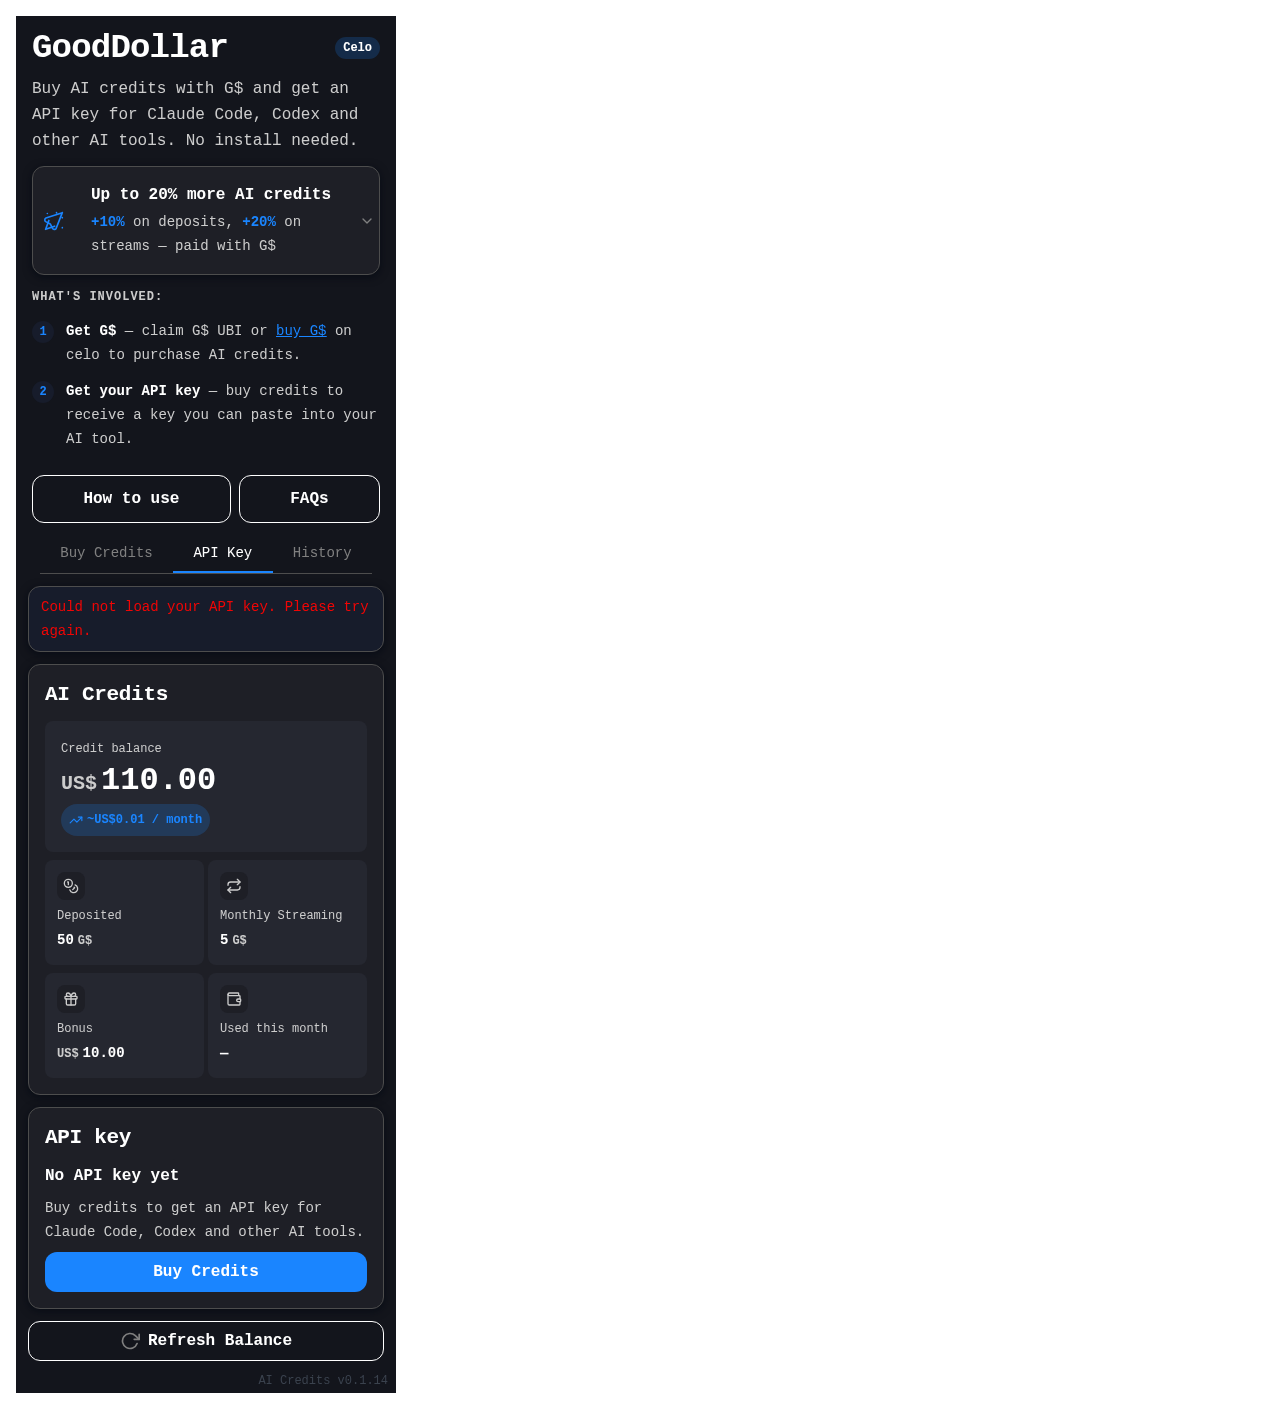 GoodDollar
Celo
Buy AI credits with G$ and get an
API key for Claude Code, Codex and
other AI tools. No install needed.
Up to 20% more AI credits
+10% on deposits, +20% on
streams — paid with G$
WHAT'S INVOLVED:
1 Get G$ — claim G$ UBI or buy G$ on
celo to purchase AI credits.
2 Get your API key — buy credits to
receive a key you can paste into your
AI tool.
How to use FAQs
Buy Credits API Key History
Could not load your API key. Please try
again.
AI Credits
Credit balance
US$ 110.00
~US$0.01 / month
Deposited
50 G$
Monthly Streaming
5 G$
Bonus
US$ 10.00
Used this month
—
API key
No API key yet
Buy credits to get an API key for
Claude Code, Codex and other AI tools.
Buy Credits
Refresh Balance
AI Credits v0.1.14